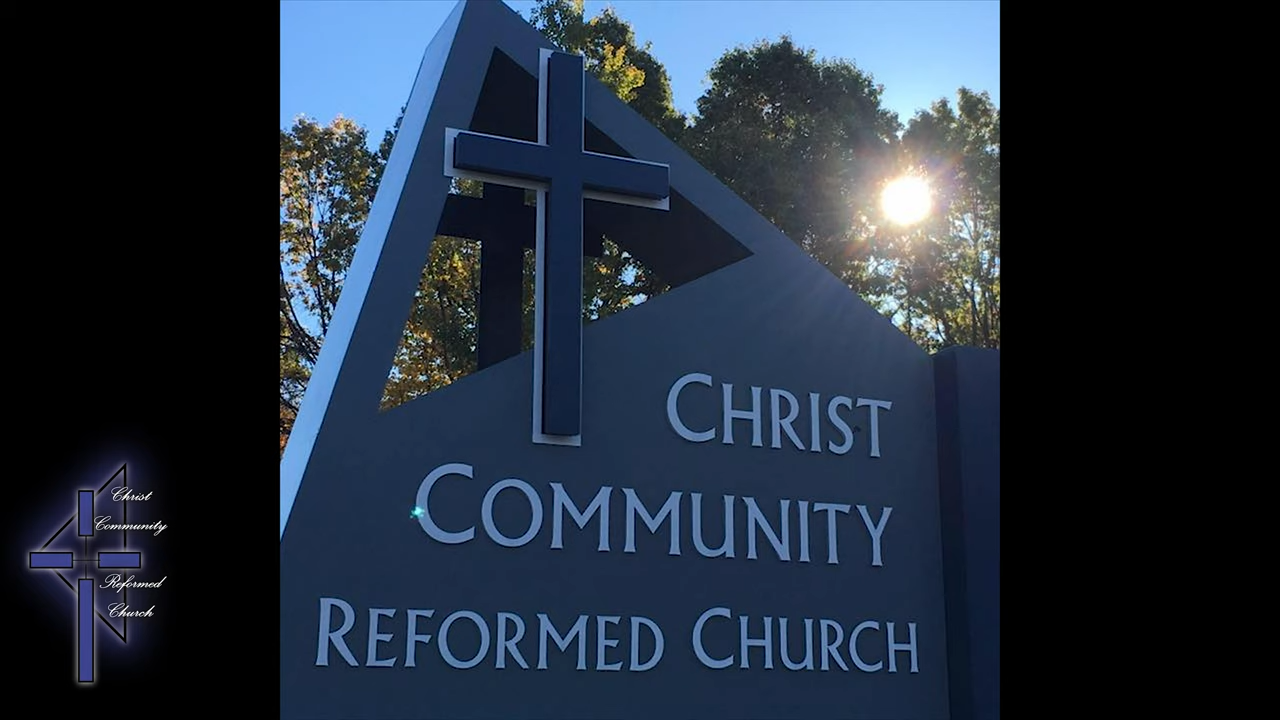 CHRIST
COMMUNITY
REFORMED CHURCH
Christ
Community
Reformed
Church